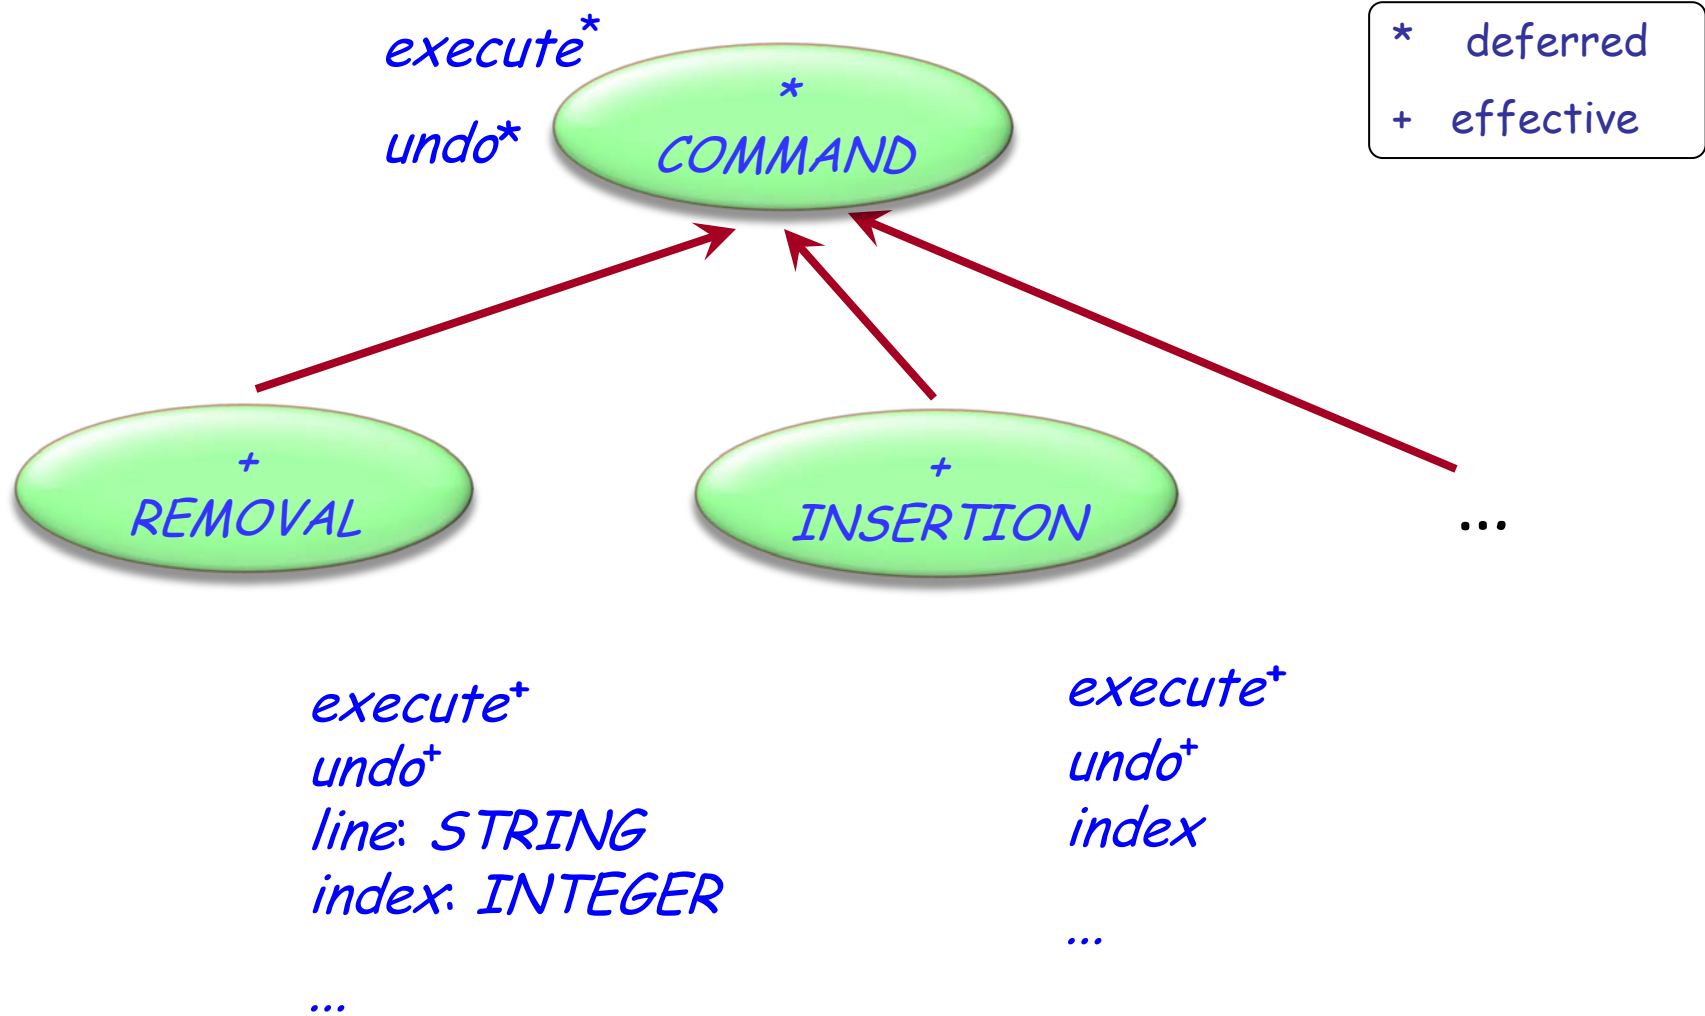 execute*
undo*
*
COMMAND
* deferred
+ effective
+
REMOVAL
+
INSERTION
...
execute+
undo+
line: STRING
index: INTEGER
...
execute+
undo+
index
...